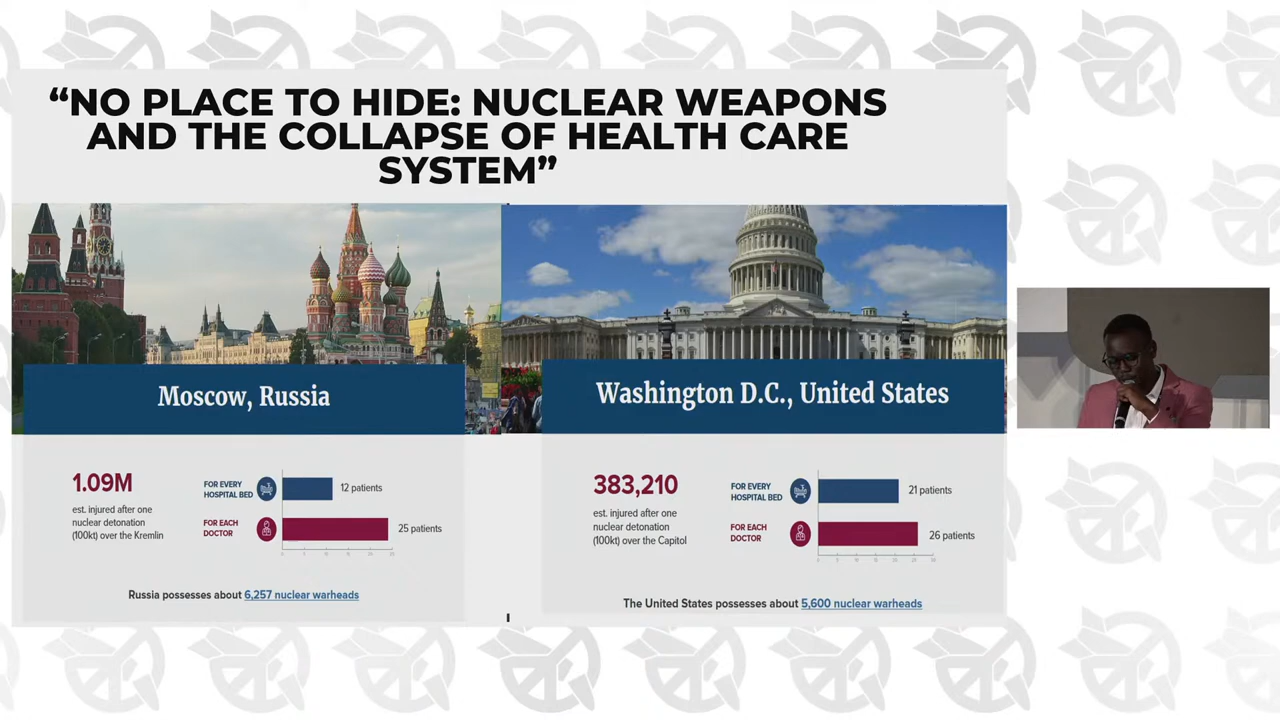 “NO PLACE TO HIDE: NUCLEAR WEAPONS
AND THE COLLAPSE OF HEALTH CARE
SYSTEM”
Moscow, Russia
1.09M
est. injured after one
nuclear detonation
(100kt) over the Kremlin
FOR EVERY
HOSPITAL BED
12 patients
FOR EACH
DOCTOR
25 patients
Russia possesses about 6,257 nuclear warheads
Washington D.C., United States
383,210
est. injured after one
nuclear detonation
(100kt) over the Capitol
FOR EVERY
HOSPITAL BED
21 patients
FOR EACH
DOCTOR
26 patients
The United States possesses about 5,600 nuclear warheads